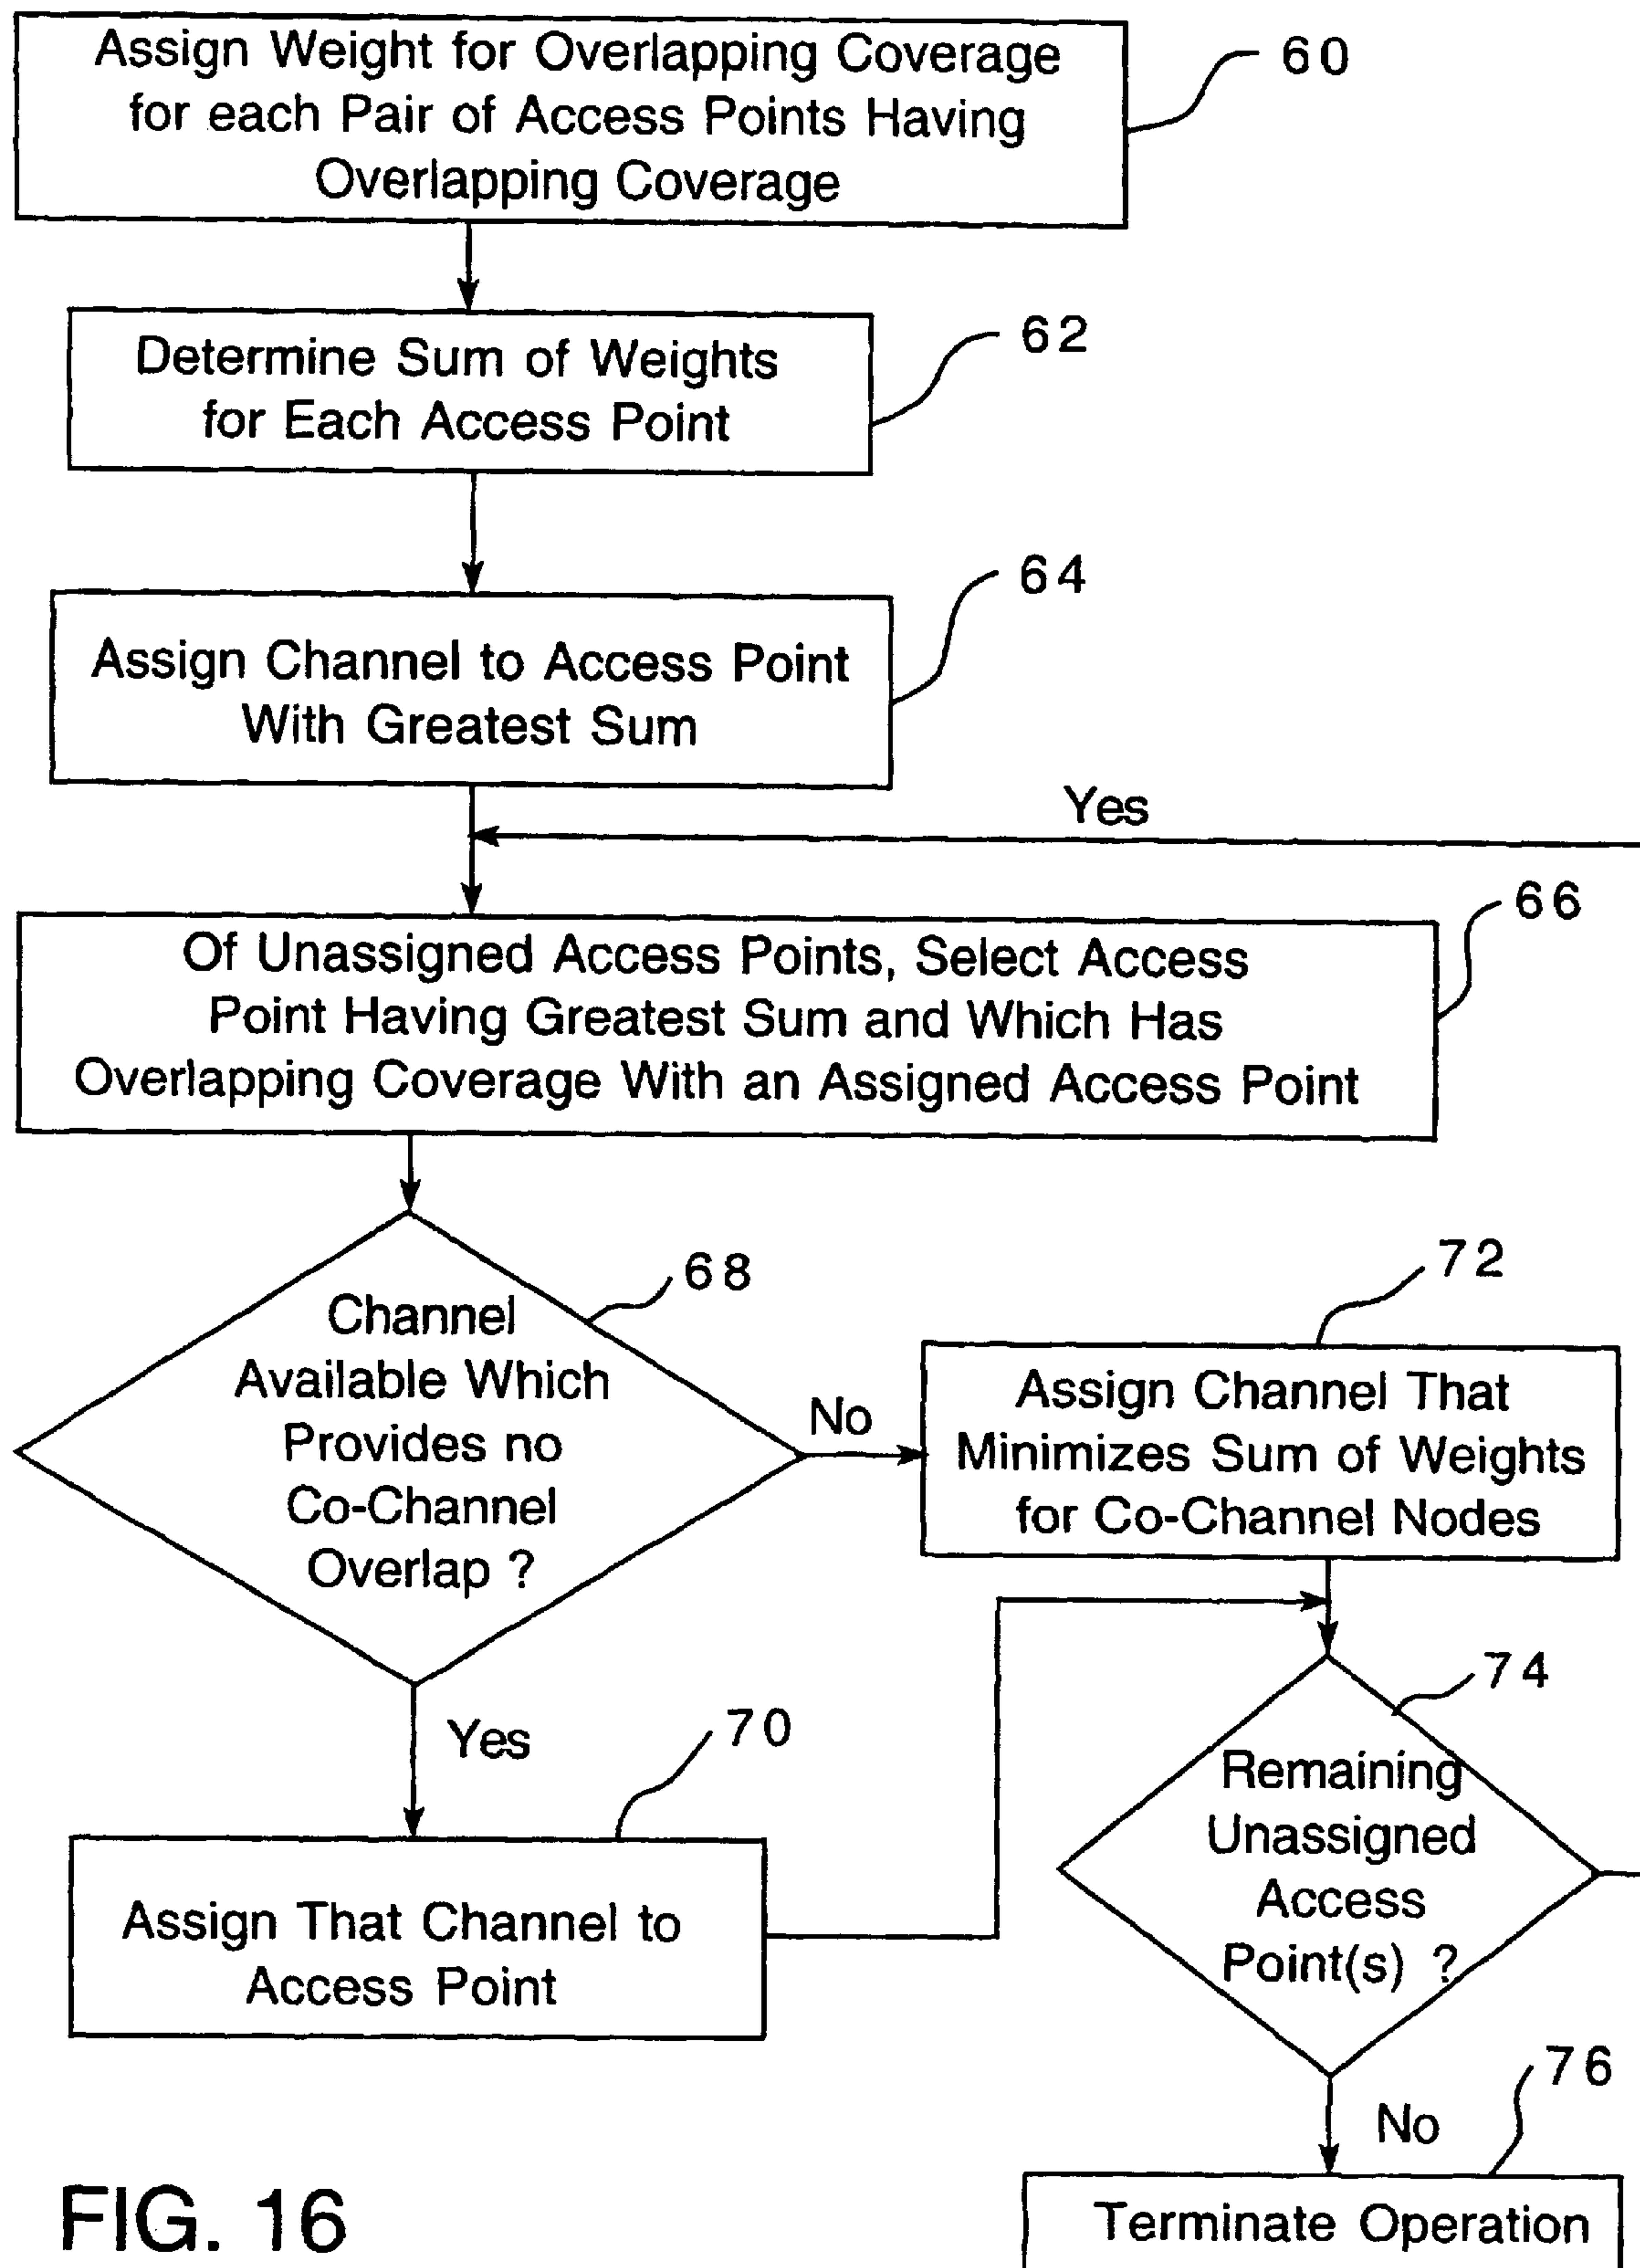 Assign Weight for Overlapping Coverage
for each Pair of Access Points Having
Overlapping Coverage
60
Determine Sum of Weights
for Each Access Point
62
Assign Channel to Access Point
With Greatest Sum
64
Yes
Of Unassigned Access Points, Select Access
Point Having Greatest Sum and Which Has
Overlapping Coverage With an Assigned Access Point
66
Channel
Available Which
Provides no
Co-Channel
Overlap ?
68
No
Assign Channel That
Minimizes Sum of Weights
for Co-Channel Nodes
72
Yes
Assign That Channel to
Access Point
70
Remaining
Unassigned
Access
Point(s) ?
74
No
Terminate Operation
76
FIG. 16